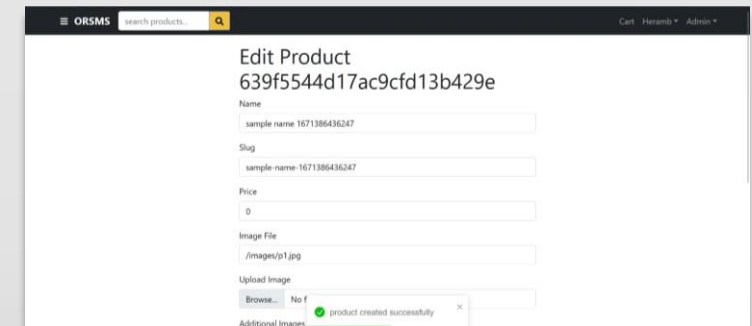 ORSMS search products.. Cart Heramb Admin
Edit Product
639f5544d17ac9cfd13b429e
Name
sample name 1671386436247
Slug
sample-name-1671386436247
Price
0
Image File
/images/p1.jpg
Upload Image
Browse... No f
product created successfully
Additional Images